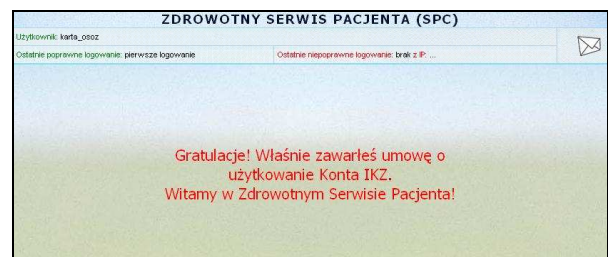 ZDROWOTNY SERWIS PACJENTA (SPC)
Użytkownik: karta_osoz
Ostatnie poprawne logowanie: pierwsze logowanie
Ostatnie niepoprawne logowanie: brak z IP: ...
Gratulacje! Właśnie zawarłeś umowę o
użytkowanie Konta IKZ.
Witamy w Zdrowotnym Serwisie Pacjenta!